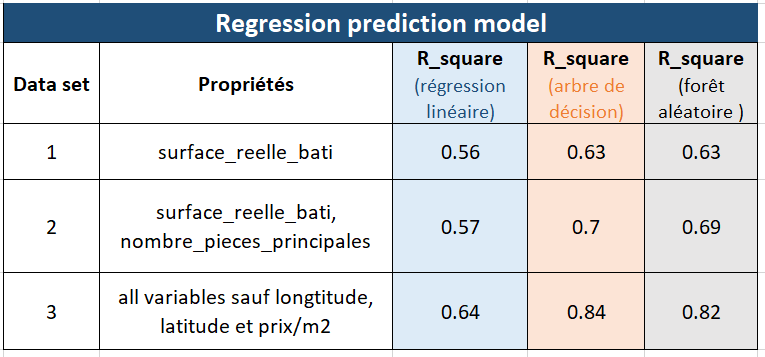 Regression prediction model
Data set
Propriétés
R_square
(régression
linéaire)
R_square
(arbre de
décision)
R_square
(forêt
aléatoire )
1
surface_reelle_bati
0.56
0.63
0.63
2
surface_reelle_bati,
nombre_pieces_principales
0.57
0.7
0.69
3
all variables sauf longtitude,
latitude et prix/m2
0.64
0.84
0.82